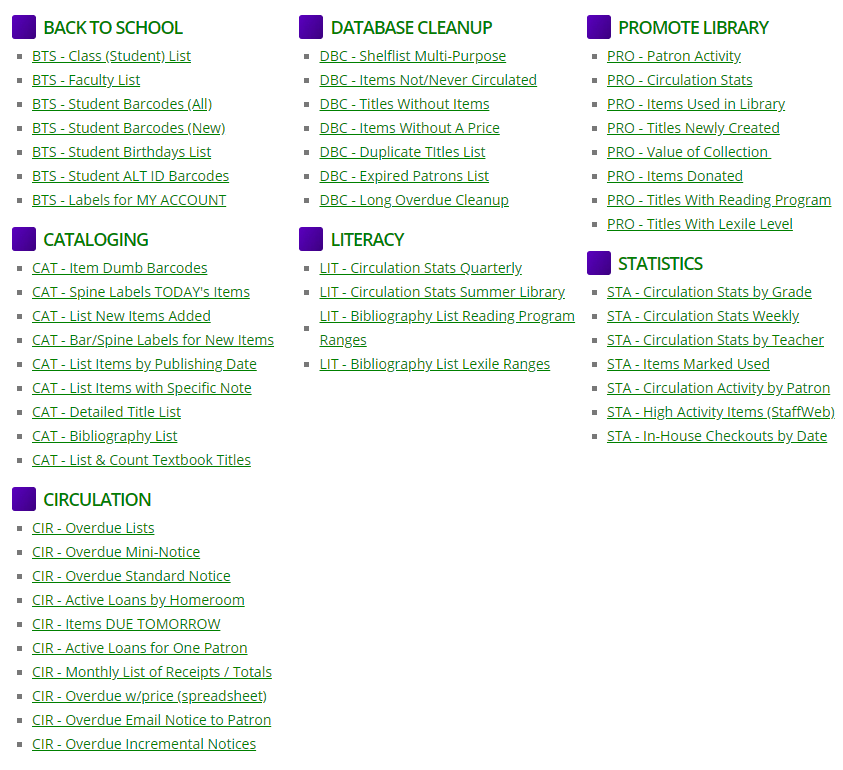 BACK TO SCHOOL
BTS - Class (Student) List
BTS - Faculty List
BTS - Student Barcodes (All)
BTS - Student Barcodes (New)
BTS - Student Birthdays List
BTS - Student ALT ID Barcodes
BTS - Labels for MY ACCOUNT
CATALOGING
CAT - Item Dumb Barcodes
CAT - Spine Labels TODAY's Items
CAT - List New Items Added
CAT - Bar/Spine Labels for New Items
CAT - List Items by Publishing Date
CAT - List Items with Specific Note
CAT - Detailed Title List
CAT - Bibliography List
CAT - List & Count Textbook Titles
CIRCULATION
CIR - Overdue Lists
CIR - Overdue Mini-Notice
CIR - Overdue Standard Notice
CIR - Active Loans by Homeroom
CIR - Items DUE TOMORROW
CIR - Active Loans for One Patron
CIR - Monthly List of Receipts / Totals
CIR - Overdue w/price (spreadsheet)
CIR - Overdue Email Notice to Patron
CIR - Overdue Incremental Notices
DATABASE CLEANUP
DBC - Shelflist Multi-Purpose
DBC - Items Not/Never Circulated
DBC - Titles Without Items
DBC - Items Without A Price
DBC - Duplicate TItles List
DBC - Expired Patrons List
DBC - Long Overdue Cleanup
LITERACY
LIT - Circulation Stats Quarterly
LIT - Circulation Stats Summer Library
LIT - Bibliography List Reading Program
Ranges
LIT - Bibliography List Lexile Ranges
PROMOTE LIBRARY
PRO - Patron Activity
PRO - Circulation Stats
PRO - Items Used in Library
PRO - Titles Newly Created
PRO - Value of Collection
PRO - Items Donated
PRO - Titles With Reading Program
PRO - Titles With Lexile Level
STATISTICS
STA - Circulation Stats by Grade
STA - Circulation Stats Weekly
STA - Circulation Stats by Teacher
STA - Items Marked Used
STA - Circulation Activity by Patron
STA - High Activity Items (StaffWeb)
STA - In-House Checkouts by Date